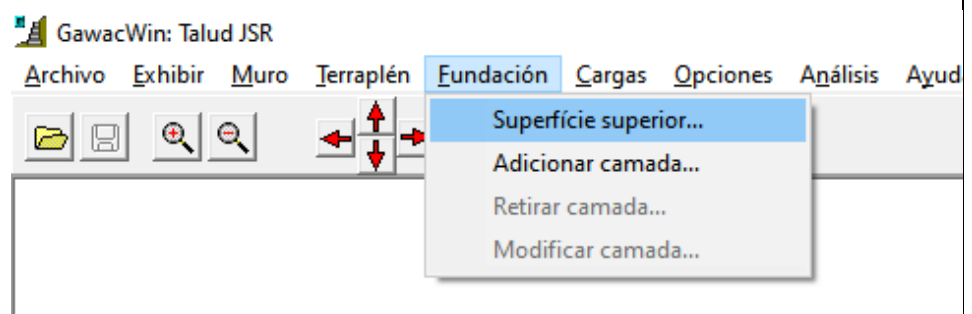 GawacWin: Talud JSR
Archivo Exhibir Muro Terraplén Fundación Cargas Opciones Análisis Ayud
Superfície superior...
Adicionar camada...
Retirar camada...
Modificar camada...